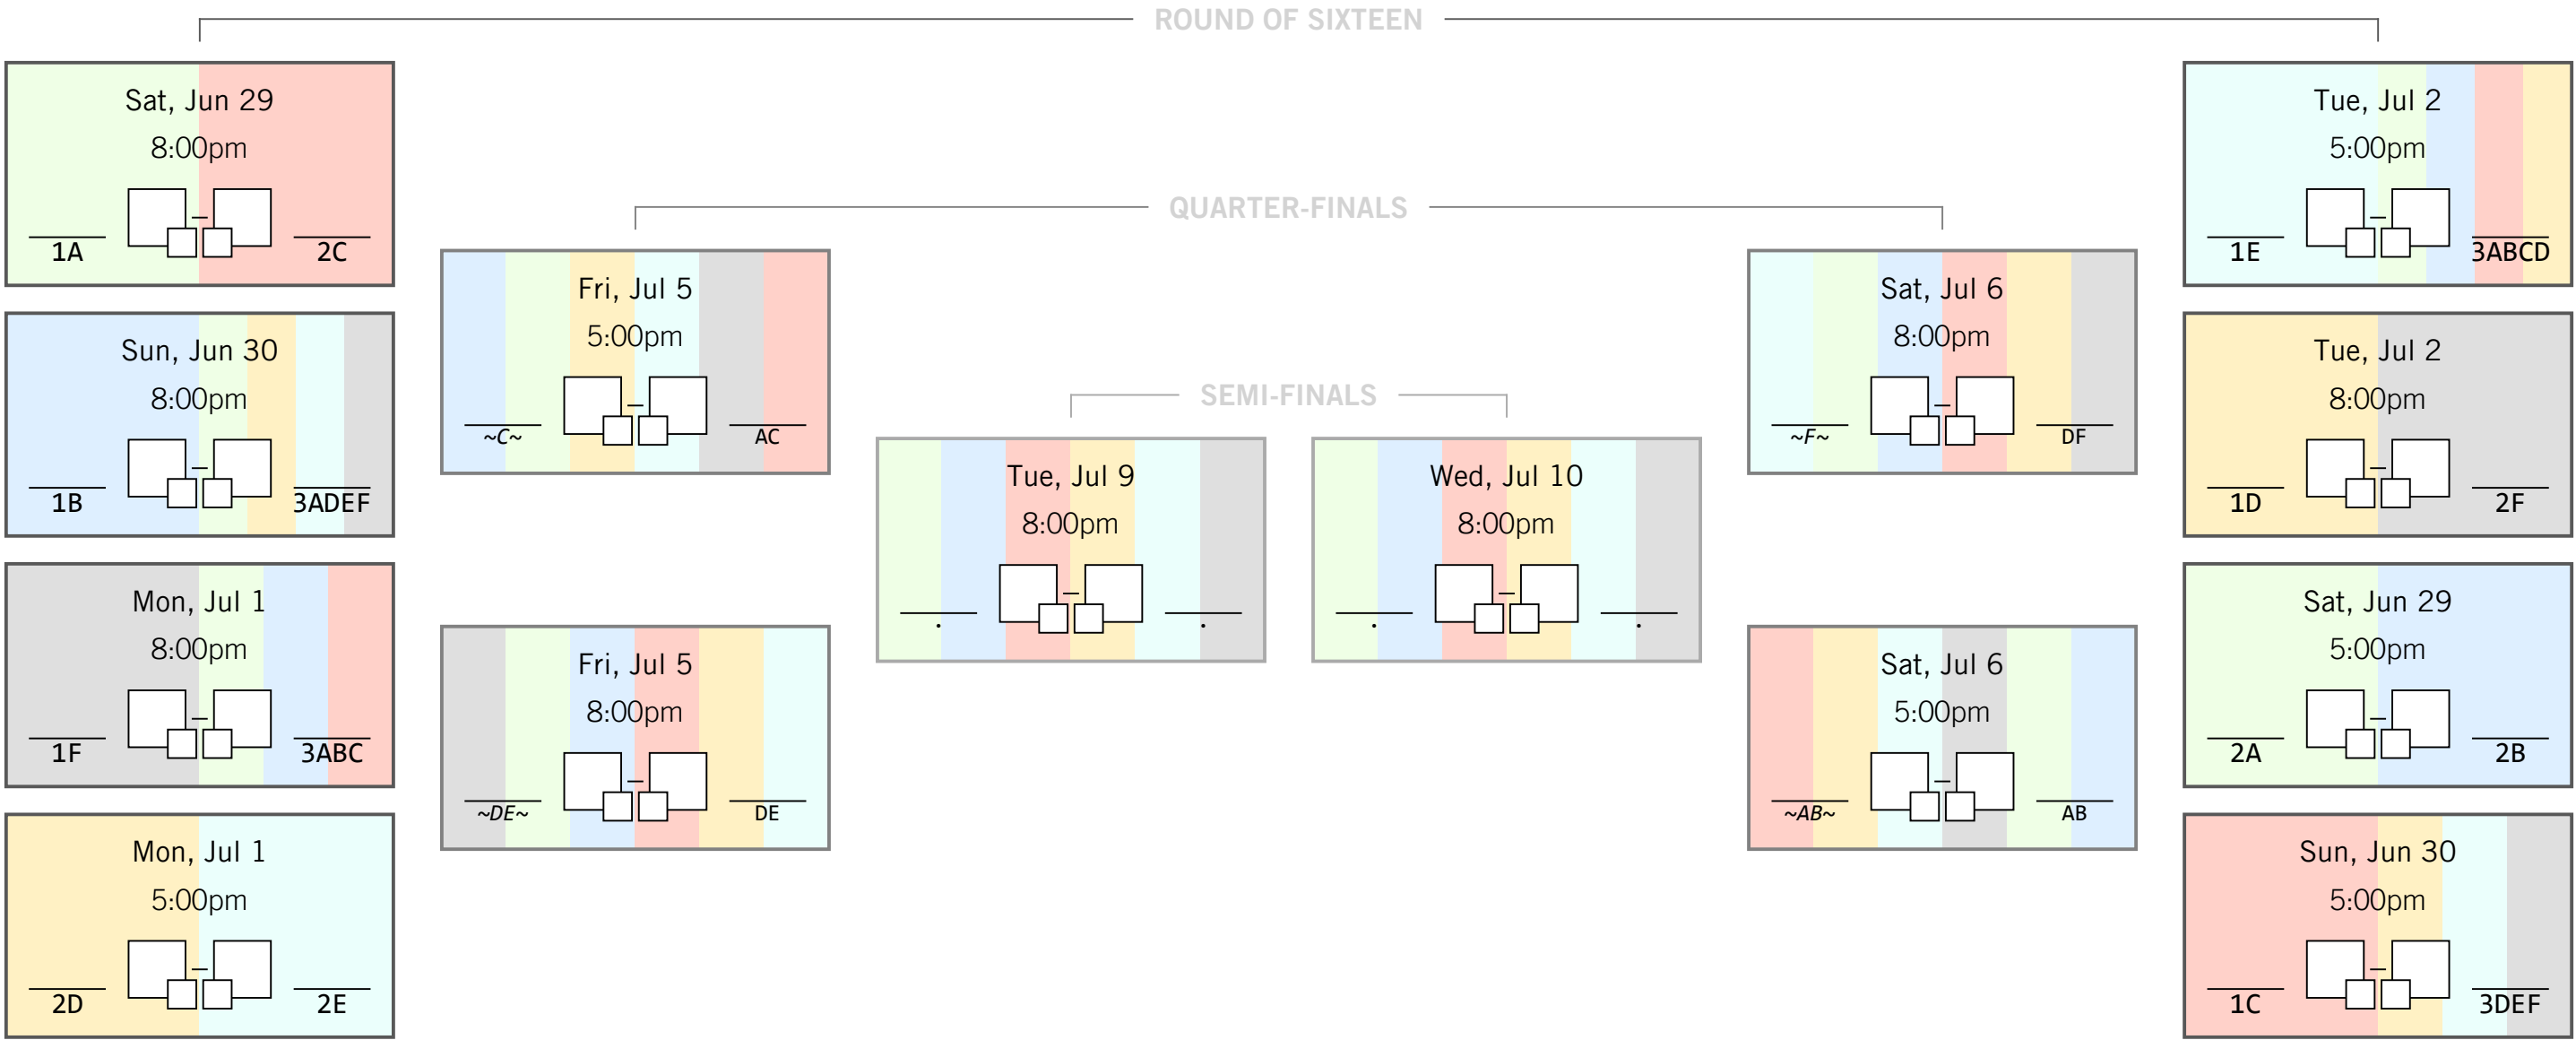 ROUND OF SIXTEEN
Sat, Jun 29
8:00pm
–
1A
2C
Sun, Jun 30
8:00pm
–
1B
3ADEF
Mon, Jul 1
8:00pm
–
1F
3ABC
Mon, Jul 1
5:00pm
–
2D
2E
QUARTER-FINALS
Fri, Jul 5
5:00pm
–
~C~
AC
Fri, Jul 5
8:00pm
–
~DE~
DE
SEMI-FINALS
Tue, Jul 9
8:00pm
–
.
.
Wed, Jul 10
8:00pm
–
.
.
Sat, Jul 6
8:00pm
–
~F~
DF
Sat, Jul 6
5:00pm
–
~AB~
AB
Tue, Jul 2
5:00pm
–
1E
3ABCD
Tue, Jul 2
8:00pm
–
1D
2F
Sat, Jun 29
5:00pm
–
2A
2B
Sun, Jun 30
5:00pm
–
1C
3DEF